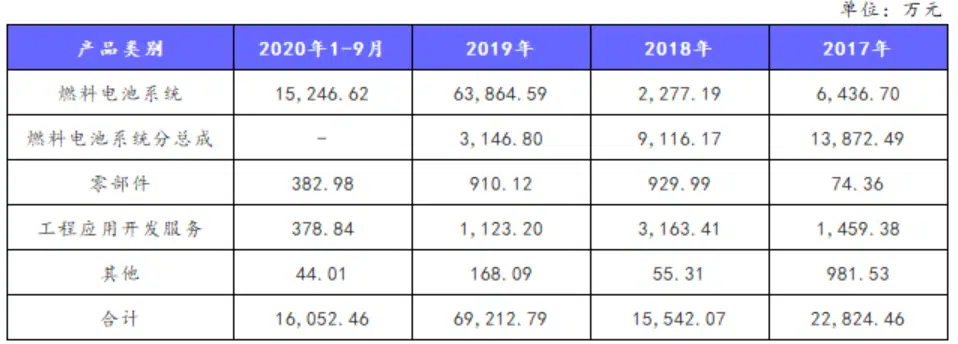 单位：万元
产品类别 2020年1-9月 2019年 2018年 2017年
燃料电池系统 15,246.62 63,864.59 2,277.19 6,436.70
燃料电池系统分总成 - 3,146.80 9,116.17 13,872.49
零部件 382.98 910.12 929.99 74.36
工程应用开发服务 378.84 1,123.20 3,163.41 1,459.38
其他 44.01 168.09 55.31 981.53
合计 16,052.46 69,212.79 15,542.07 22,824.46